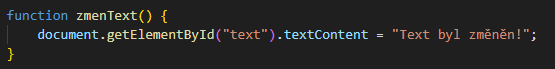 function zmenText() {
    document.getElementById("text").textContent = "Text byl změněn!";
}